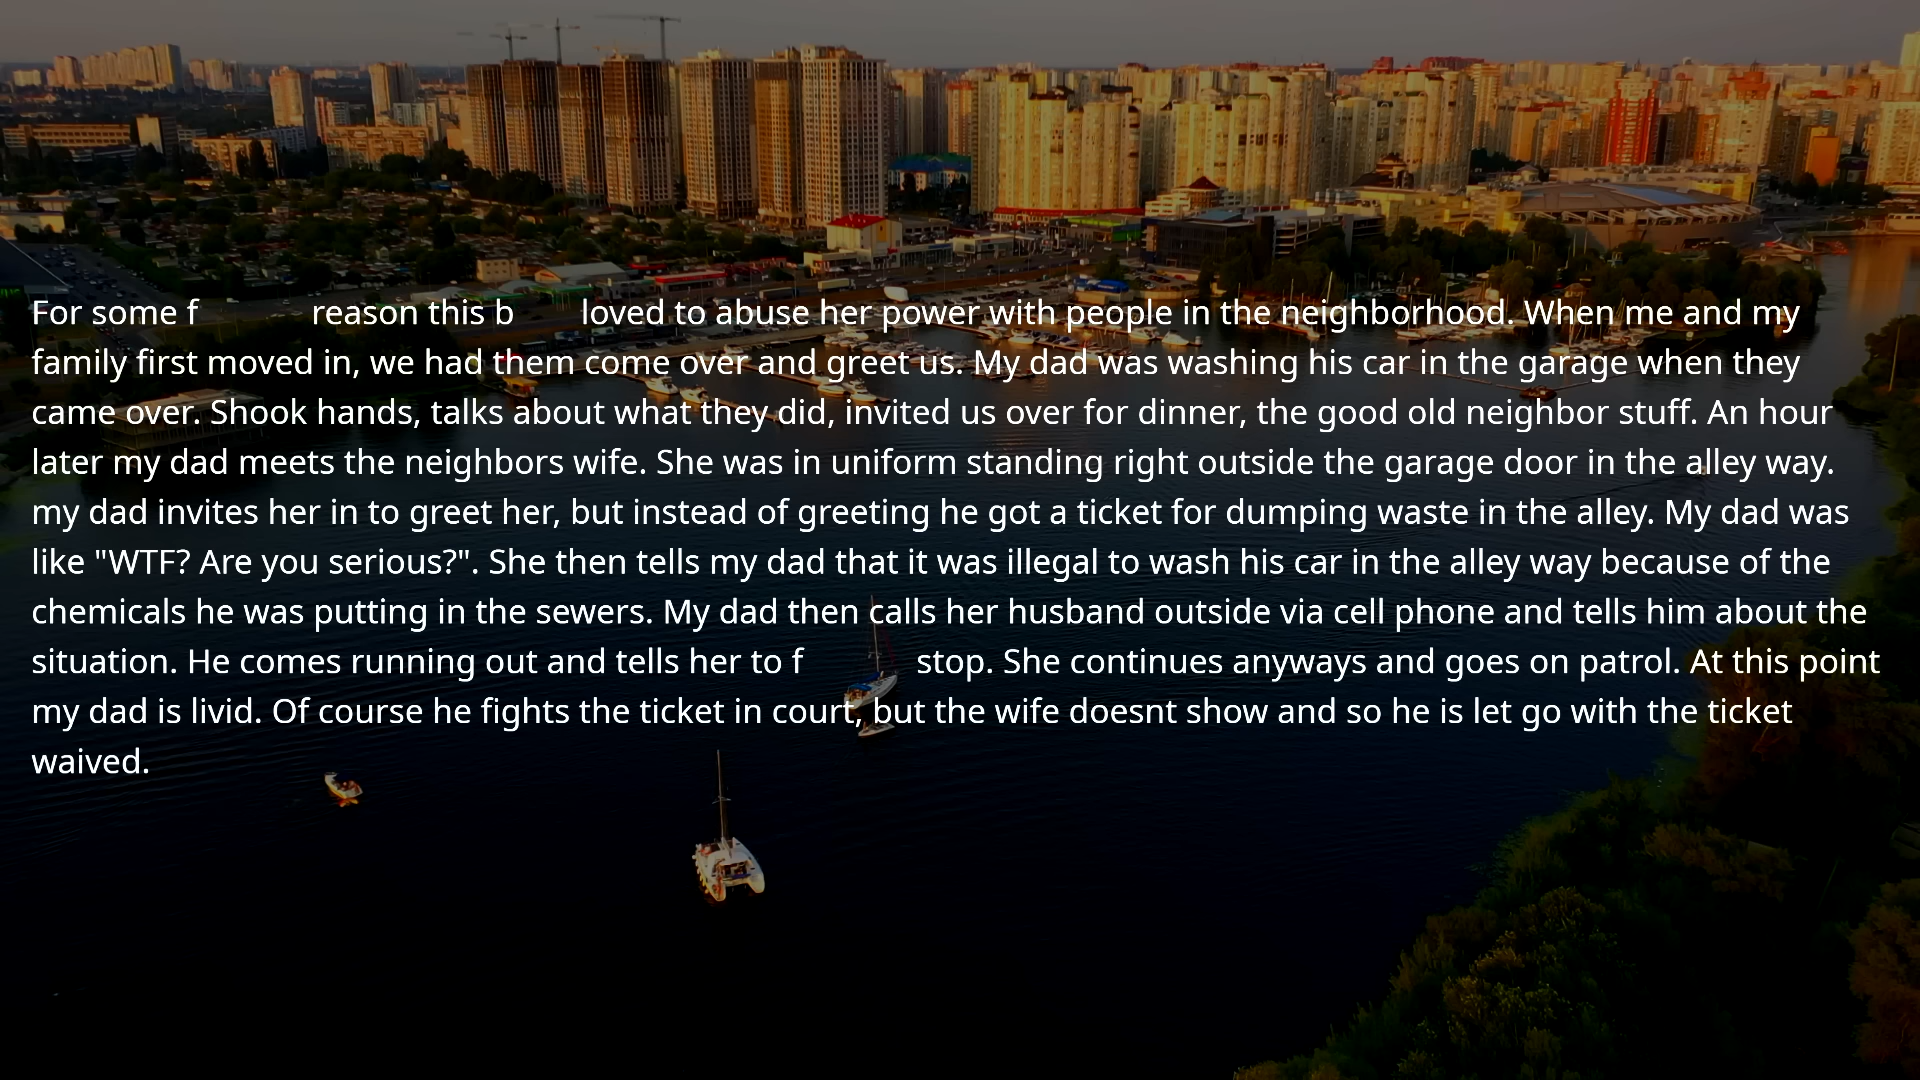 For some f reason this b loved to abuse her power with people in the neighborhood. When me and my
family first moved in, we had them come over and greet us. My dad was washing his car in the garage when they
came over. Shook hands, talks about what they did, invited us over for dinner, the good old neighbor stuff. An hour
later my dad meets the neighbors wife. She was in uniform standing right outside the garage door in the alley way.
my dad invites her in to greet her, but instead of greeting he got a ticket for dumping waste in the alley. My dad was
like "WTF? Are you serious?". She then tells my dad that it was illegal to wash his car in the alley way because of the
chemicals he was putting in the sewers. My dad then calls her husband outside via cell phone and tells him about the
situation. He comes running out and tells her to f stop. She continues anyways and goes on patrol. At this point
my dad is livid. Of course he fights the ticket in court, but the wife doesnt show and so he is let go with the ticket
waived.